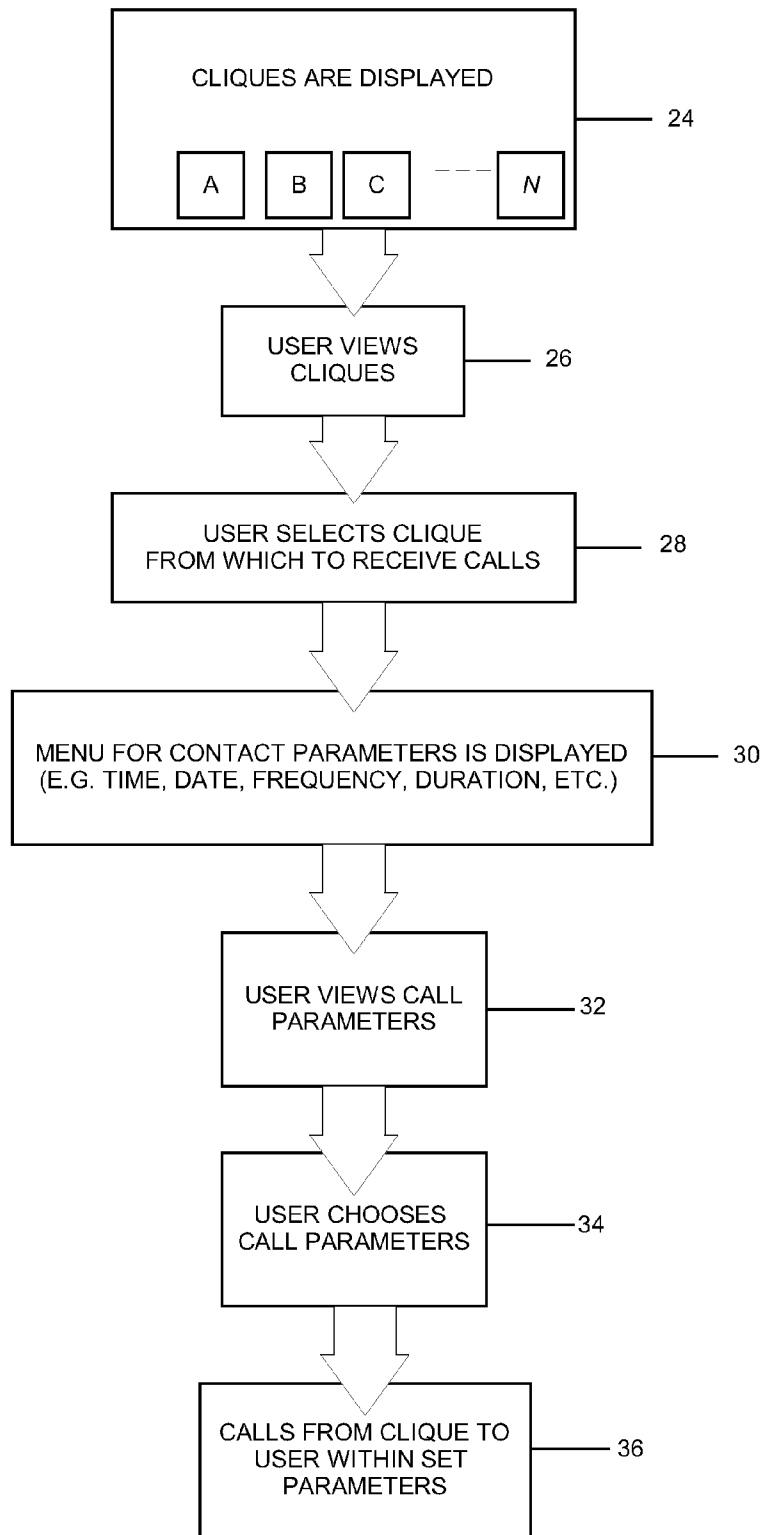 CLIQUES ARE DISPLAYED
24
A B C N
USER VIEWS
CLIQUES
26
USER SELECTS CLIQUE
FROM WHICH TO RECEIVE CALLS
28
MENU FOR CONTACT PARAMETERS IS DISPLAYED
(E.G. TIME, DATE, FREQUENCY, DURATION, ETC.)
30
USER VIEWS CALL
PARAMETERS
32
USER CHOOSES
CALL PARAMETERS
34
CALLS FROM CLIQUE TO
USER WITHIN SET
PARAMETERS
36